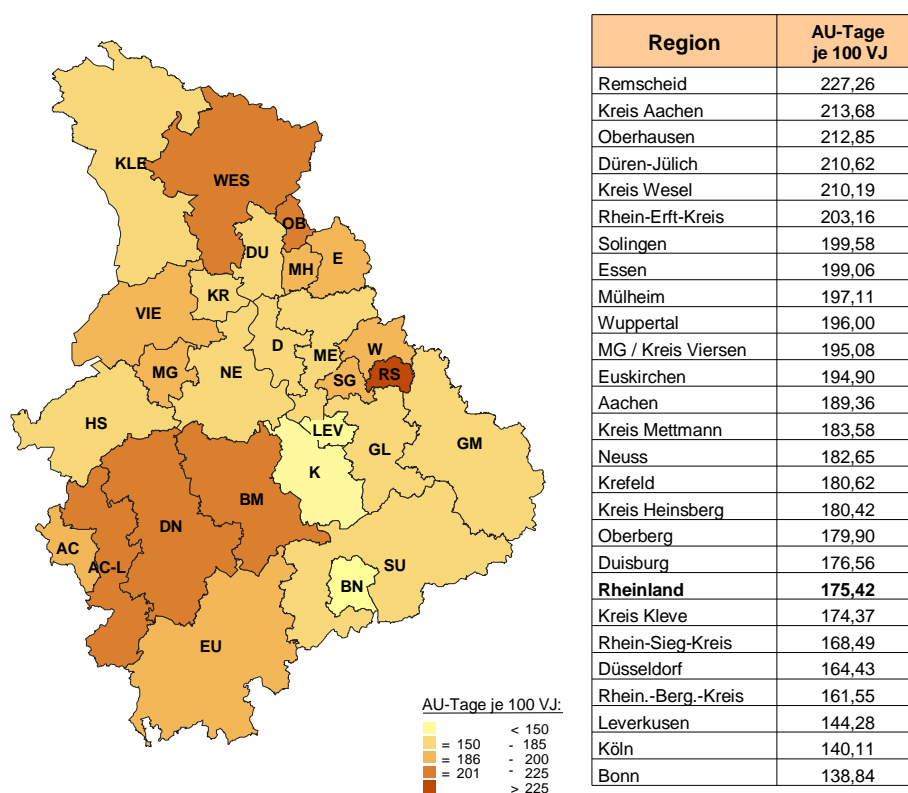 KLE
WES
OB
DU
MH
E
KR
VIE
D
ME
W
MG
NE
SG
RS
HS
LEV
GL
GM
K
BM
DN
AC
AC-L
SU
BN
EU
AU-Tage je 100 VJ:
< 150
= 150 - 185
= 186 - 200
= 201 - 225
> 225
Region AU-Tage je 100 VJ
Remscheid 227,26
Kreis Aachen 213,68
Oberhausen 212,85
Düren-Jülich 210,62
Kreis Wesel 210,19
Rhein-Erft-Kreis 203,16
Solingen 199,58
Essen 199,06
Mülheim 197,11
Wuppertal 196,00
MG / Kreis Viersen 195,08
Euskirchen 194,90
Aachen 189,36
Kreis Mettmann 183,58
Neuss 182,65
Krefeld 180,62
Kreis Heinsberg 180,42
Oberberg 179,90
Duisburg 176,56
Rheinland 175,42
Kreis Kleve 174,37
Rhein-Sieg-Kreis 168,49
Düsseldorf 164,43
Rhein.-Berg.-Kreis 161,55
Leverkusen 144,28
Köln 140,11
Bonn 138,84